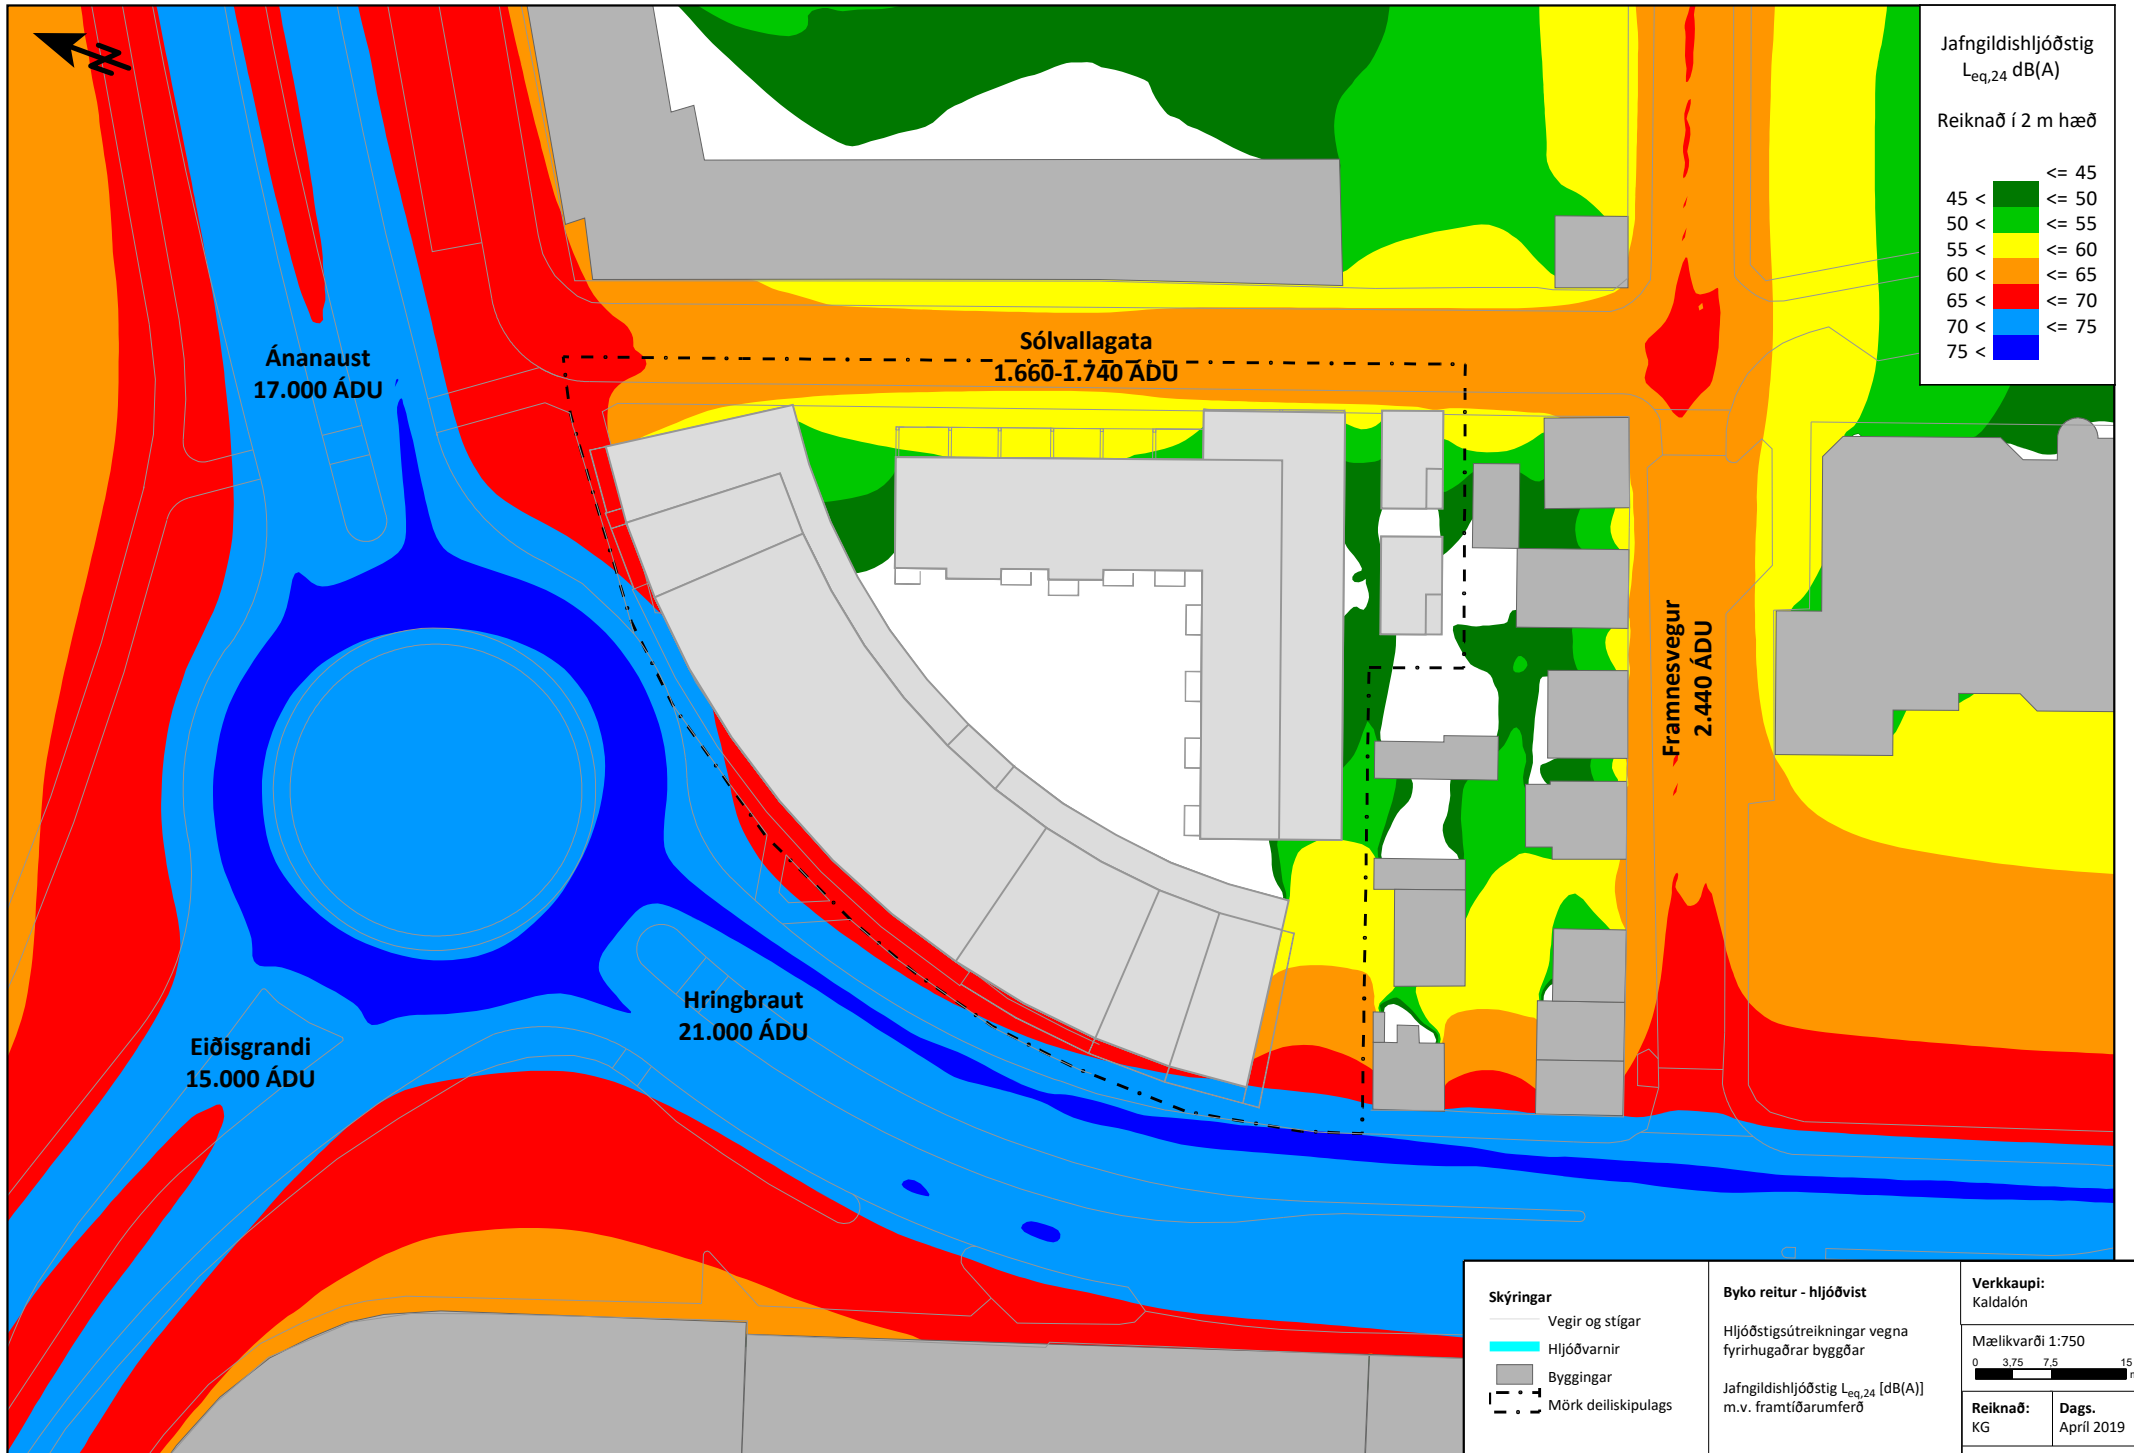 Jafngildishljóðstig
Leq,24 dB(A)
Reiknað í 2 m hæð
<= 45
45 < <= 50
50 < <= 55
55 < <= 60
60 < <= 65
65 < <= 70
70 < <= 75
75 <
N
Ánanaust
17.000 ÁDU
Sólvallagata
1.660-1.740 ÁDU
Framnesvegur
2.440 ÁDU
Hringbraut
21.000 ÁDU
Eiðisgrandi
15.000 ÁDU
Skýringar
Vegir og stígar
Hljóðvarnir
Byggingar
Mörk deiliskipulags
Byko reitur - hljóðvist
Hljóðstigsútreikningar vegna
fyrirhugaðrar byggðar
Jafngildishljóðstig Leq,24 [dB(A)]
m.v. framtíðarumferð
Verkkaupi:
Kaldalón
Mælikvarði 1:750
0 3,75 7,5 15
Reiknað:
KG
Dags.
Apríl 2019